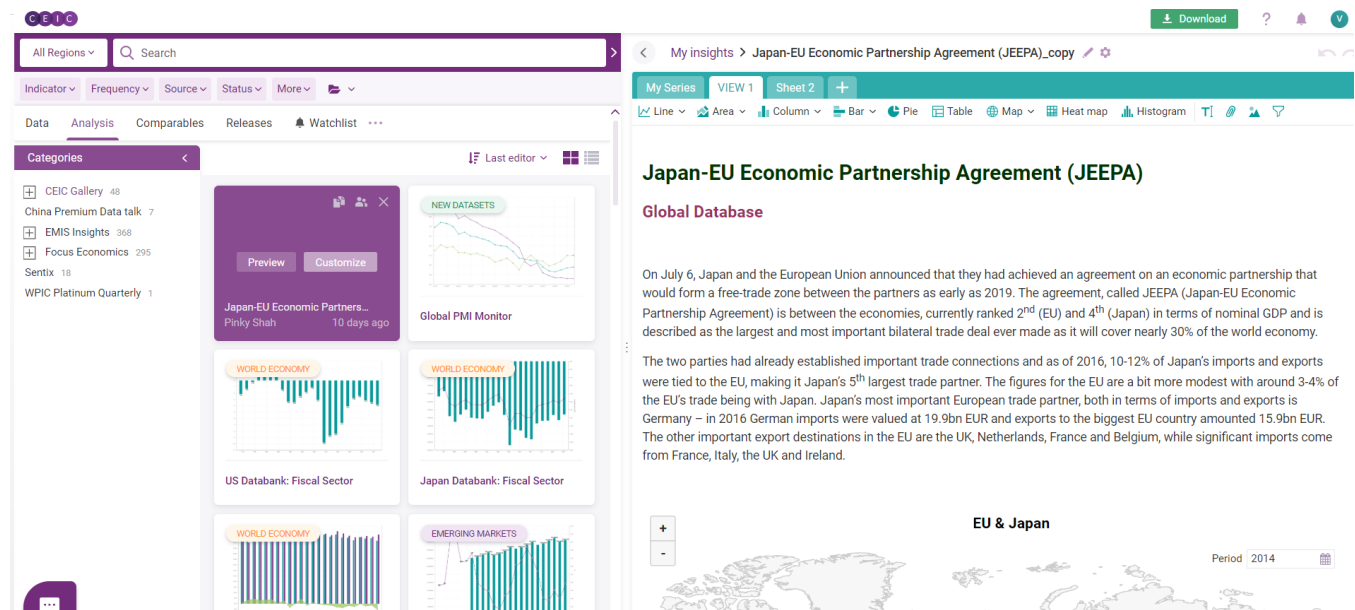 CEIC
Download
?
V
All Regions
Search
My insights > Japan-EU Economic Partnership Agreement (JEEPA)_copy
Indicator Frequency Source Status More
My Series VIEW 1 Sheet 2 +
Line Area Column Bar Pie Table Map Heat map Histogram
Data Analysis Comparables Releases Watchlist
Categories
Last editor
CEIC Gallery 48
China Premium Data talk 7
EMIS Insights 368
Focus Economics 295
Sentix 18
WPIC Platinum Quarterly 1
Preview Customize
Japan-EU Economic Partners...
Pinky Shah 10 days ago
NEW DATASETS
Global PMI Monitor
WORLD ECONOMY
US Databank: Fiscal Sector
WORLD ECONOMY
Japan Databank: Fiscal Sector
WORLD ECONOMY
EMERGING MARKETS
Japan-EU Economic Partnership Agreement (JEEPA)
Global Database
On July 6, Japan and the European Union announced that they had achieved an agreement on an economic partnership that
would form a free-trade zone between the partners as early as 2019. The agreement, called JEEPA (Japan-EU Economic
Partnership Agreement) is between the economies, currently ranked 2nd (EU) and 4th (Japan) in terms of nominal GDP and is
described as the largest and most important bilateral trade deal ever made as it will cover nearly 30% of the world economy.
The two parties had already established important trade connections and as of 2016, 10-12% of Japan's imports and exports
were tied to the EU, making it Japan's 5th largest trade partner. The figures for the EU are a bit more modest with around 3-4% of
the EU's trade being with Japan. Japan's most important European trade partner, both in terms of imports and exports is
Germany – in 2016 German imports were valued at 19.9bn EUR and exports to the biggest EU country amounted 15.9bn EUR.
The other important export destinations in the EU are the UK, Netherlands, France and Belgium, while significant imports come
from France, Italy, the UK and Ireland.
+
-
EU & Japan
Period 2014